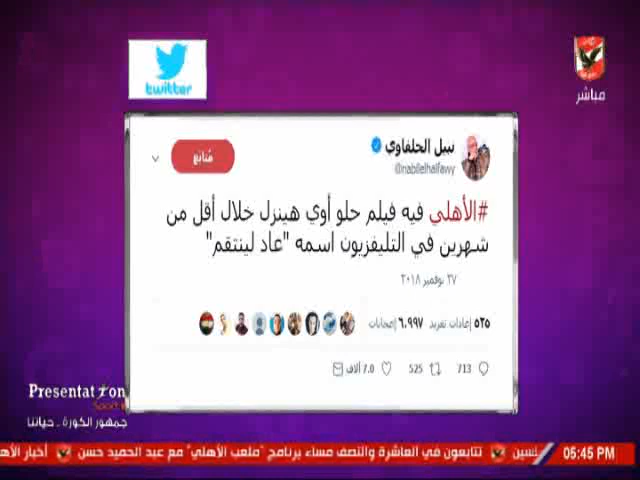 twitter
مباشر
نبيل الحلفاوي
@nabilelhalfawy
مُتابَع
#الأهلي فيه فيلم حلو أوي هينزل خلال أقل من
شهرين في التليفزيون اسمه "عاد لينتقم"
٢٧ نوفمبر ٢٠١٨
٥٢٥ إعادات تغريد ٦.٩٩٧ إعجابات
713 525 7.0 آلاف
Presentation
Sports
جمهور الكورة .. حياتنا
تتابعون في العاشرة والنصف مساء برنامج "ملعب الأهلي" مع عبد الحميد حسن أخبار
05:45 PM